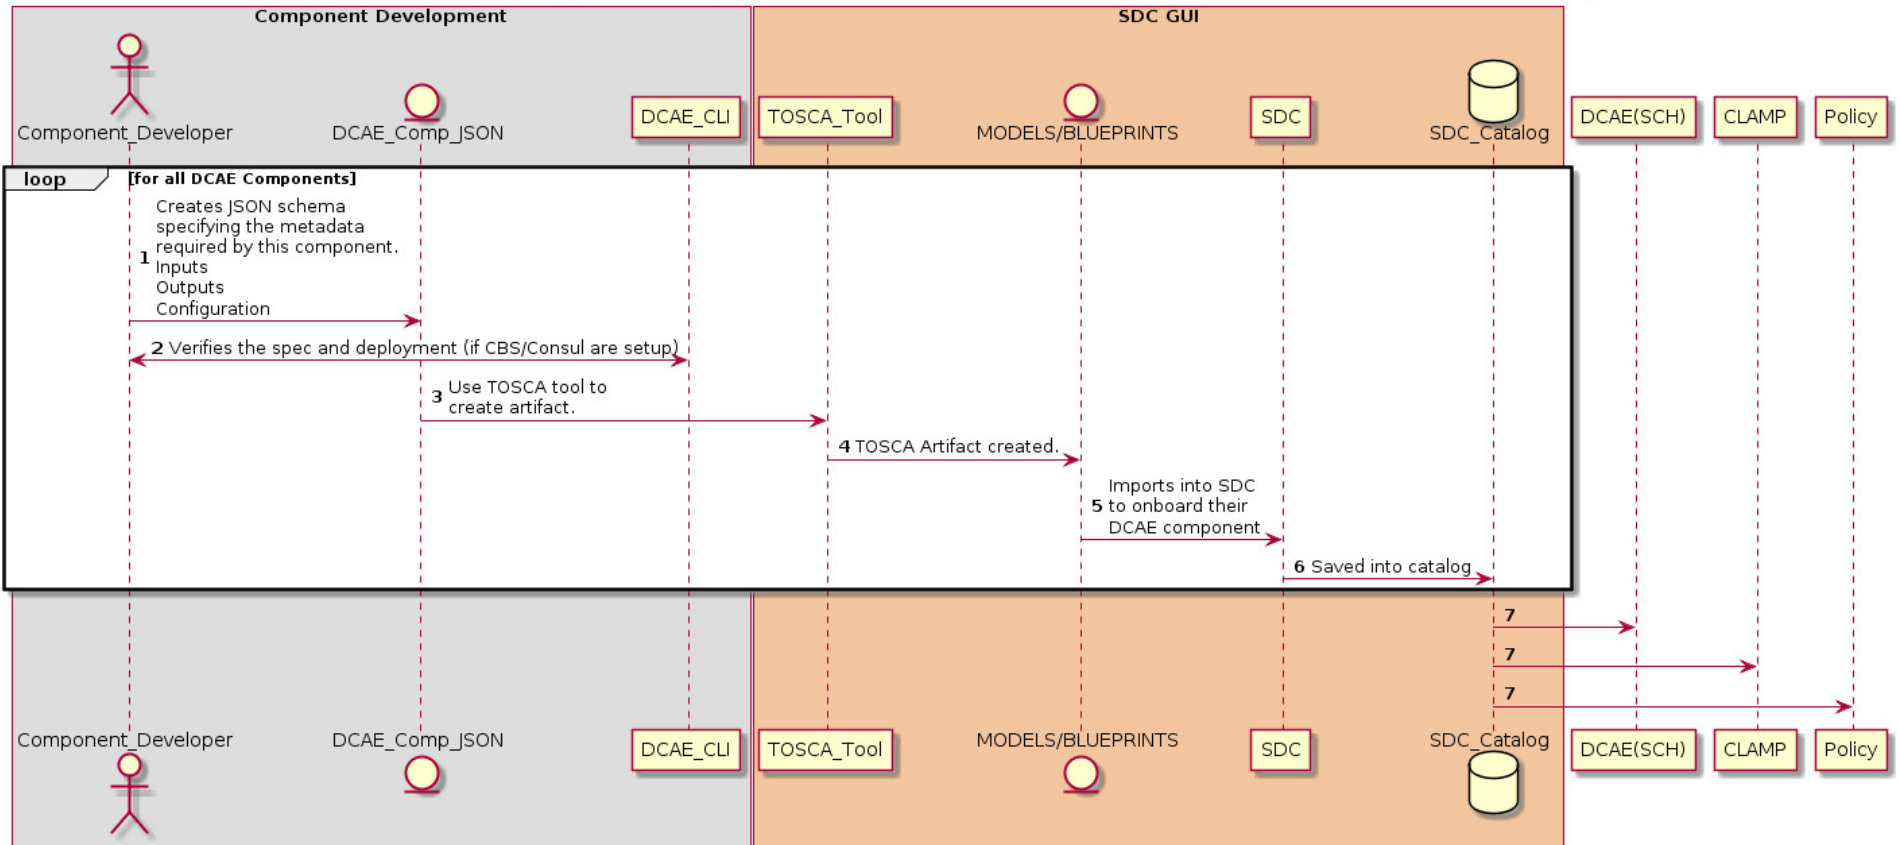 Component Development
SDC GUI
Component_Developer
DCAE_Comp_JSON
DCAE_CLI
TOSCA_Tool
MODELS/BLUEPRINTS
SDC
SDC_Catalog
DCAE(SCH)
CLAMP
Policy
loop
[for all DCAE Components]
Creates JSON schema
specifying the metadata
required by this component.
1
Inputs
Outputs
Configuration
2 Verifies the spec and deployment (if CBS/Consul are setup)
Use TOSCA tool to
3
create artifact.
4 TOSCA Artifact created.
Imports into SDC
5 to onboard their
DCAE component
6 Saved into catalog
7
7
7
Component_Developer
DCAE_Comp_JSON
DCAE_CLI
TOSCA_Tool
MODELS/BLUEPRINTS
SDC
SDC_Catalog
DCAE(SCH)
CLAMP
Policy